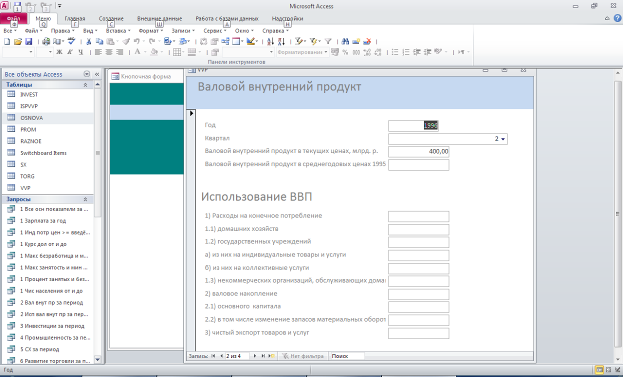 Microsoft Access
Файл Меню Главная Создание Внешние данные Работа с базами данных Надстройки
Все Файл Правка Вид Вставка Формат Записи Сервис Окно Справка
Фильтрование
Панели инструментов
Все объекты Access
Таблицы
INVEST
ISPVVP
OSNOVA
PROM
RAZNOE
Switchboard Items
SX
TORG
VVP
Запросы
1 Все осн показатели за ...
1 Зарплата за год
1 Инд потр цен >= введе...
1 Курс дол от и до
1 Макс безработица и м...
1 Макс занятость и мин ...
1 Процент занятых и без...
1 Чис населения от и до
2 Вал внут пр за период
2 Исп вал внут пр за пер...
3 Инвестиции за период
4 Промышленность за пе...
5 СХ за период
6 Развитие торговли за п...
Кнопочная форма
VVP
Валовой внутренний продукт
Год 1996
Квартал 2
Валовой внутренний продукт в текущих ценах, млрд. р. 400,00
Валовой внутренний продукт в среднегодовых ценах 1995
Использование ВВП
1) Расходы на конечное потребление
1.1) домашних хозяйств
1.2) государственных учреждений
а) из них на индивидуальные товары и услуги
б) из них на коллективные услуги
1.3) некоммерческих организаций, обслуживающих дома
2) валовое накопление
2.1) основного капитала
2.2) в том числе изменение запасов материальных оборот
3) чистый экспорт товаров и услуг
Запись: 2 из 4 Нет фильтра Поиск
Год